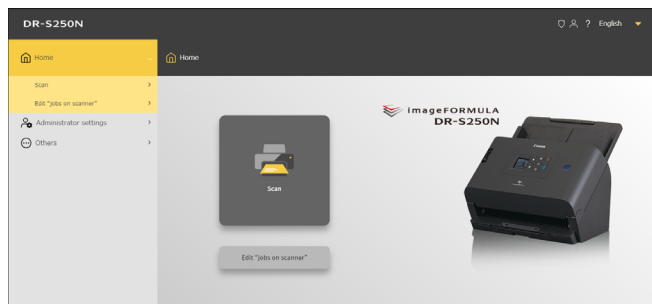 DR-S250N
? English
Home
Home
Scan
Edit "jobs on scanner"
Administrator settings
Others
imageFORMULA
DR-S250N
Canon
Scan
Edit "jobs on scanner"